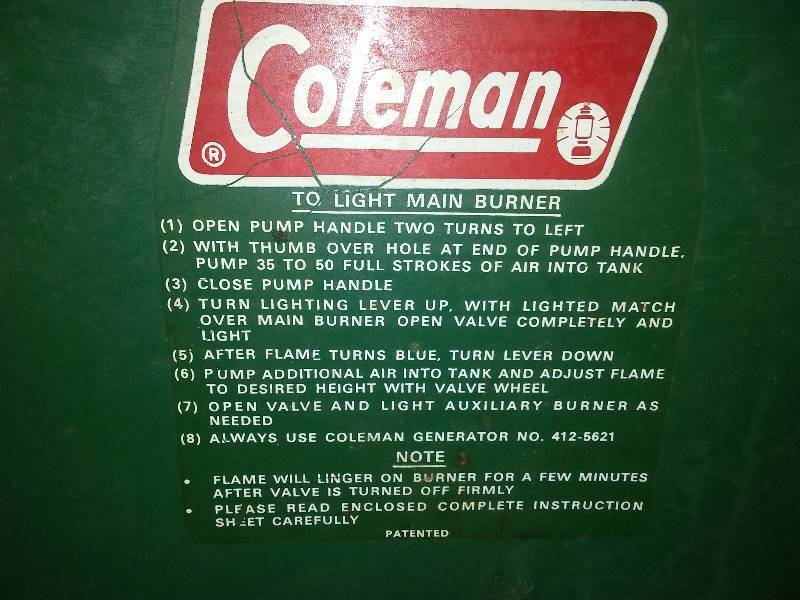 Coleman
®
TO LIGHT MAIN BURNER
(1) OPEN PUMP HANDLE TWO TURNS TO LEFT
(2) WITH THUMB OVER HOLE AT END OF PUMP HANDLE,
PUMP 35 TO 50 FULL STROKES OF AIR INTO TANK
(3) CLOSE PUMP HANDLE
(4) TURN LIGHTING LEVER UP, WITH LIGHTED MATCH
OVER MAIN BURNER OPEN VALVE COMPLETELY AND
LIGHT
(5) AFTER FLAME TURNS BLUE, TURN LEVER DOWN
(6) PUMP ADDITIONAL AIR INTO TANK AND ADJUST FLAME
TO DESIRED HEIGHT WITH VALVE WHEEL
(7) OPEN VALVE AND LIGHT AUXILIARY BURNER AS
NEEDED
(8) ALWAYS USE COLEMAN GENERATOR NO. 412-5621
NOTE
• FLAME WILL LINGER ON BURNER FOR A FEW MINUTES
AFTER VALVE IS TURNED OFF FIRMLY
• PLEASE READ ENCLOSED COMPLETE INSTRUCTION
SHEET CAREFULLY
PATENTED